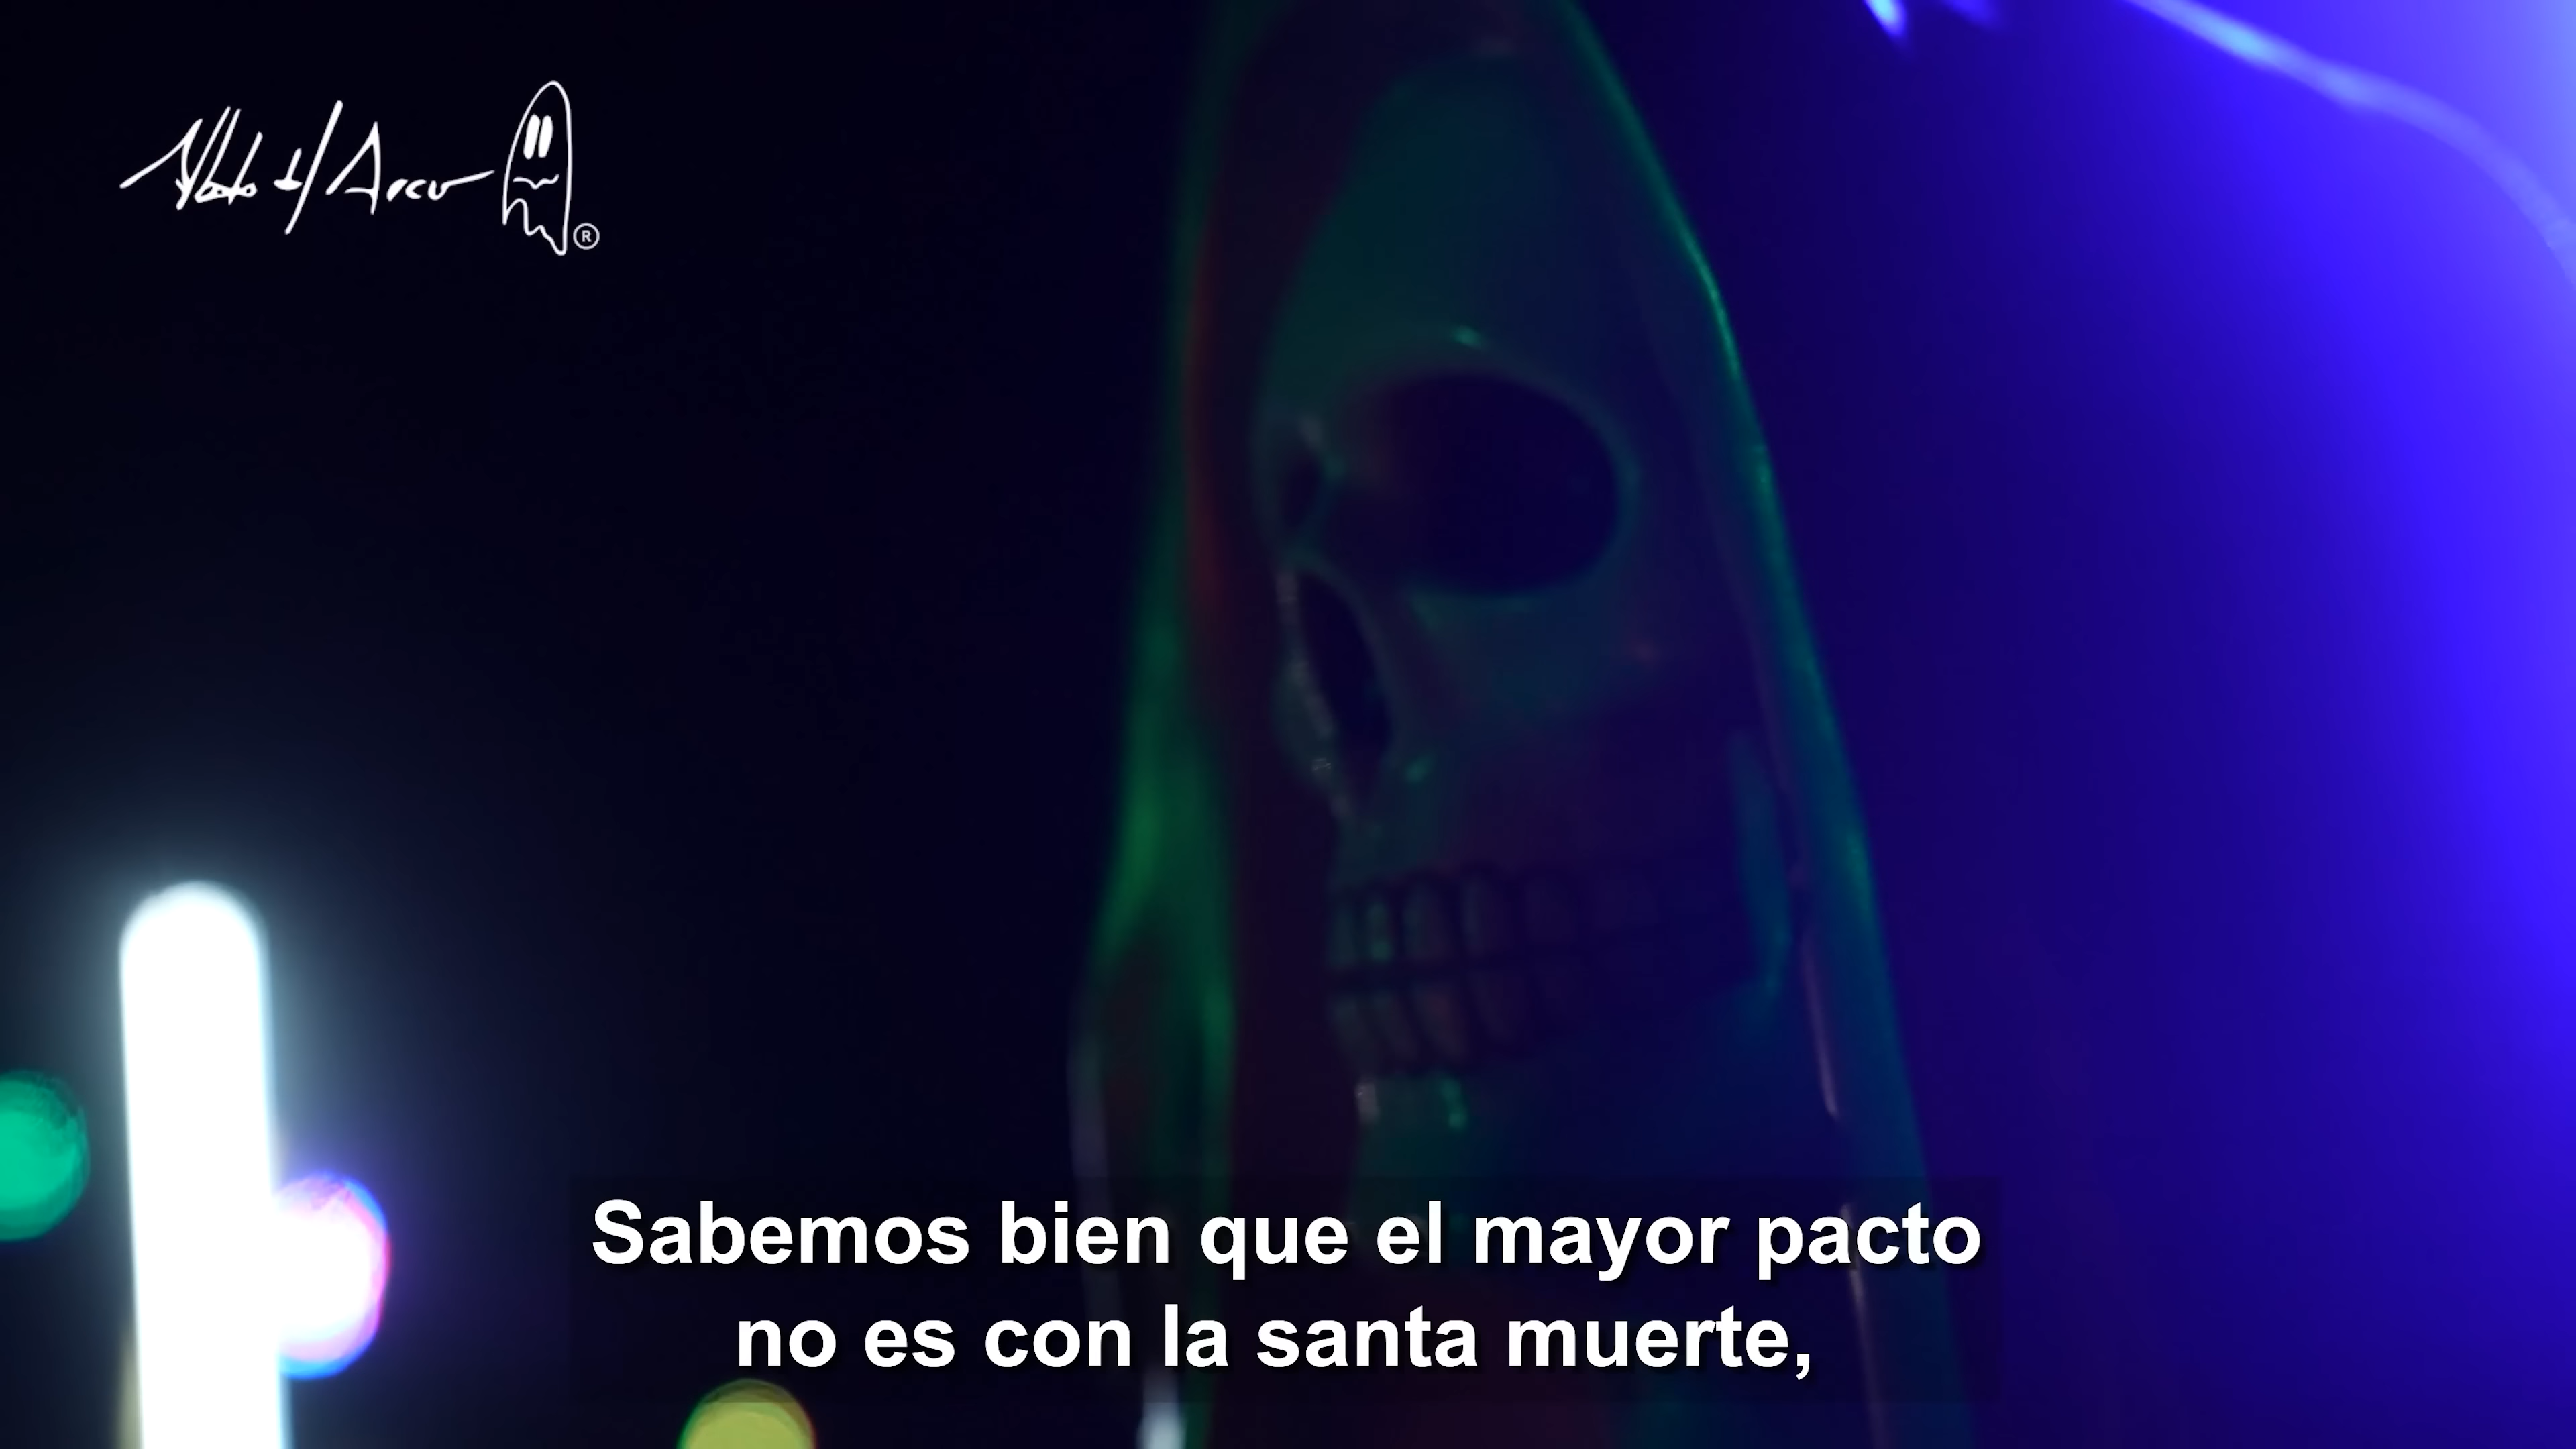 Sabemos bien que el mayor pacto
no es con la santa muerte,